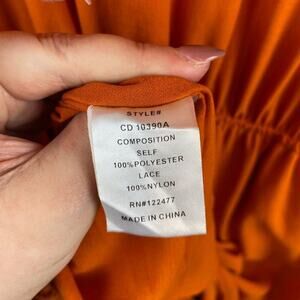 STYLE#
CD 10390A
COMPOSITION
SELF
100%POLYESTER
LACE
100%NYLON
RN#122477
MADE IN CHINA